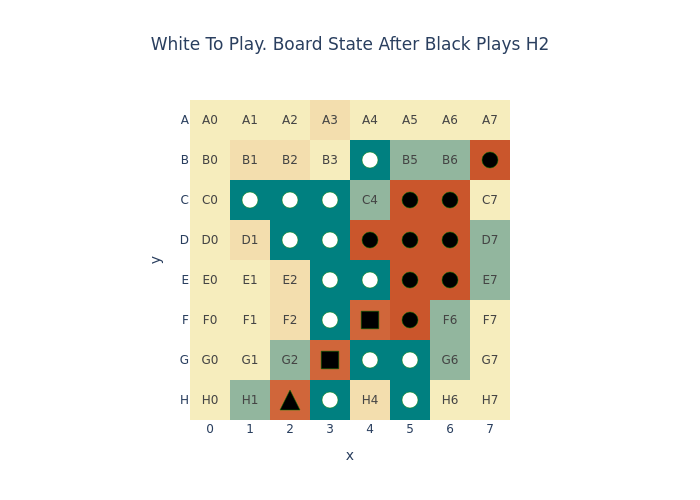 White To Play. Board State After Black Plays H2
A A0 A1 A2 A3 A4 A5 A6 A7
B B0 B1 B2 B3 B5 B6
C C0 C4 C7
D D0 D1 D7
E E0 E1 E2 E7
F F0 F1 F2 F6 F7
G G0 G1 G2 G6 G7
H H0 H1 H4 H6 H7
0 1 2 3 4 5 6 7
x
y